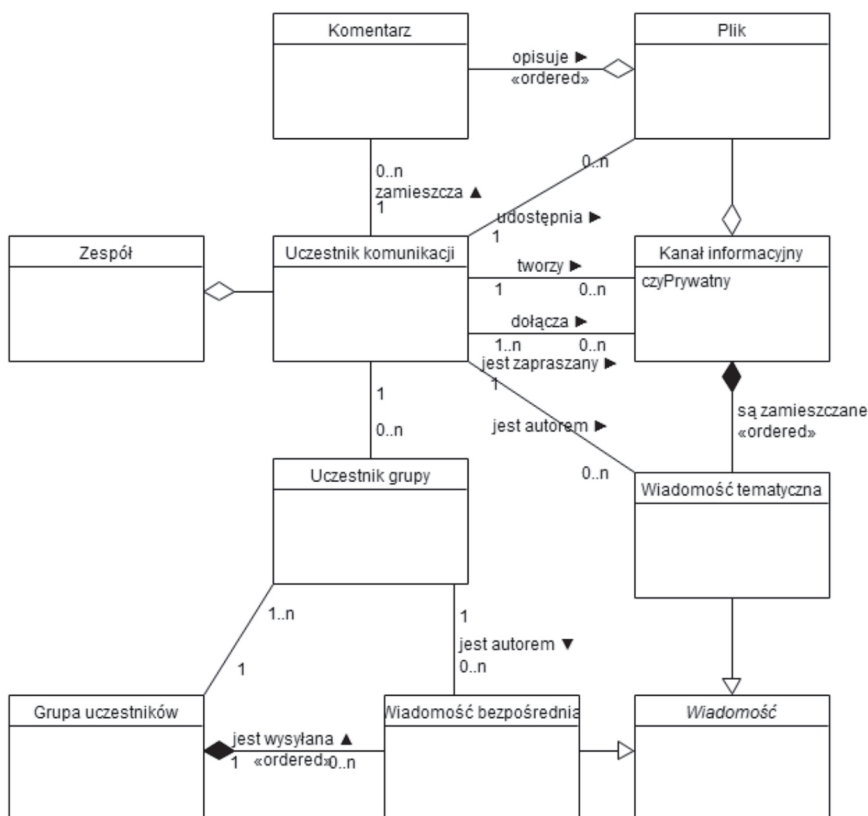 Komentarz
Plik
opisuje ►
«ordered»
0..n
zamieszcza ▲
1
0..n
udostępnia ►
1
Zespół
Uczestnik komunikacji
Kanał informacyjny
czyPrywatny
tworzy ►
1
0..n
dołącza ►
1..n
0..n
jest zapraszany ►
1
są zamieszczane
«ordered»
1
0..n
jest autorem ►
0..n
Uczestnik grupy
Wiadomość tematyczna
1..n
1
1
jest autorem ▼
0..n
Grupa uczestników
Wiadomość bezpośrednia
Wiadomość
jest wysyłana ▲
1
«ordered»
0..n